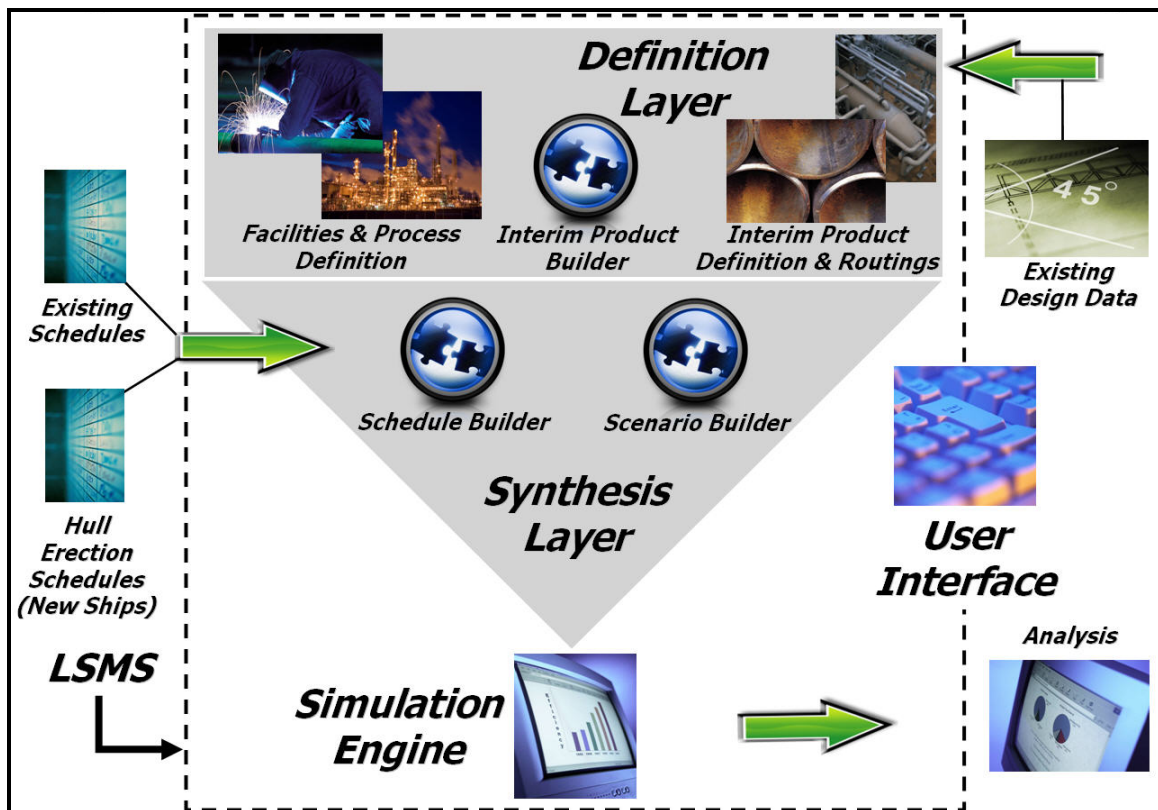 Definition
Layer
Facilities & Process
Definition
Interim Product
Builder
Interim Product
Definition & Routings
45°
Existing
Design Data
Existing
Schedules
Hull
Erection
Schedules
(New Ships)
Schedule Builder
Scenario Builder
Synthesis
Layer
User
Interface
LSMS
Simulation
Engine
Efficiency
Analysis